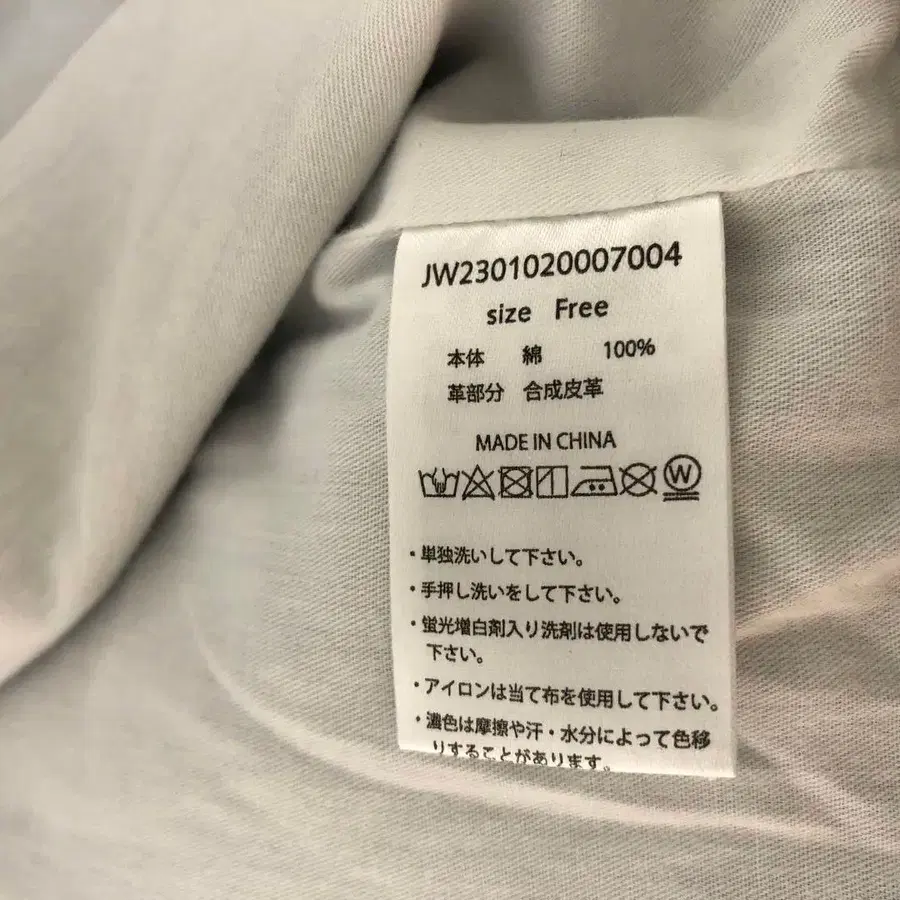 JW2301020007004
size Free
本体 綿 100%
革部分 合成皮革
MADE IN CHINA
W
・単独洗いして下さい。
・手押し洗いをして下さい。
・蛍光増白剤入り洗剤は使用しないで
下さい。
・アイロンは当て布を使用して下さい。
・濃色は摩擦や汗・水分によって色移
りすることがあります。